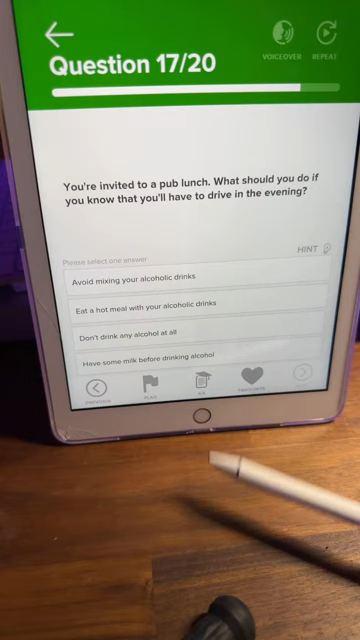 Question 17/20
VOICEOVER
REPEAT
You're invited to a pub lunch. What should you do if
you know that you'll have to drive in the evening?
HINT
Please select one answer
Avoid mixing your alcoholic drinks
Eat a hot meal with your alcoholic drinks
Don't drink any alcohol at all
Have some milk before drinking alcohol
PREVIOUS
FLAG
FAVOURITE